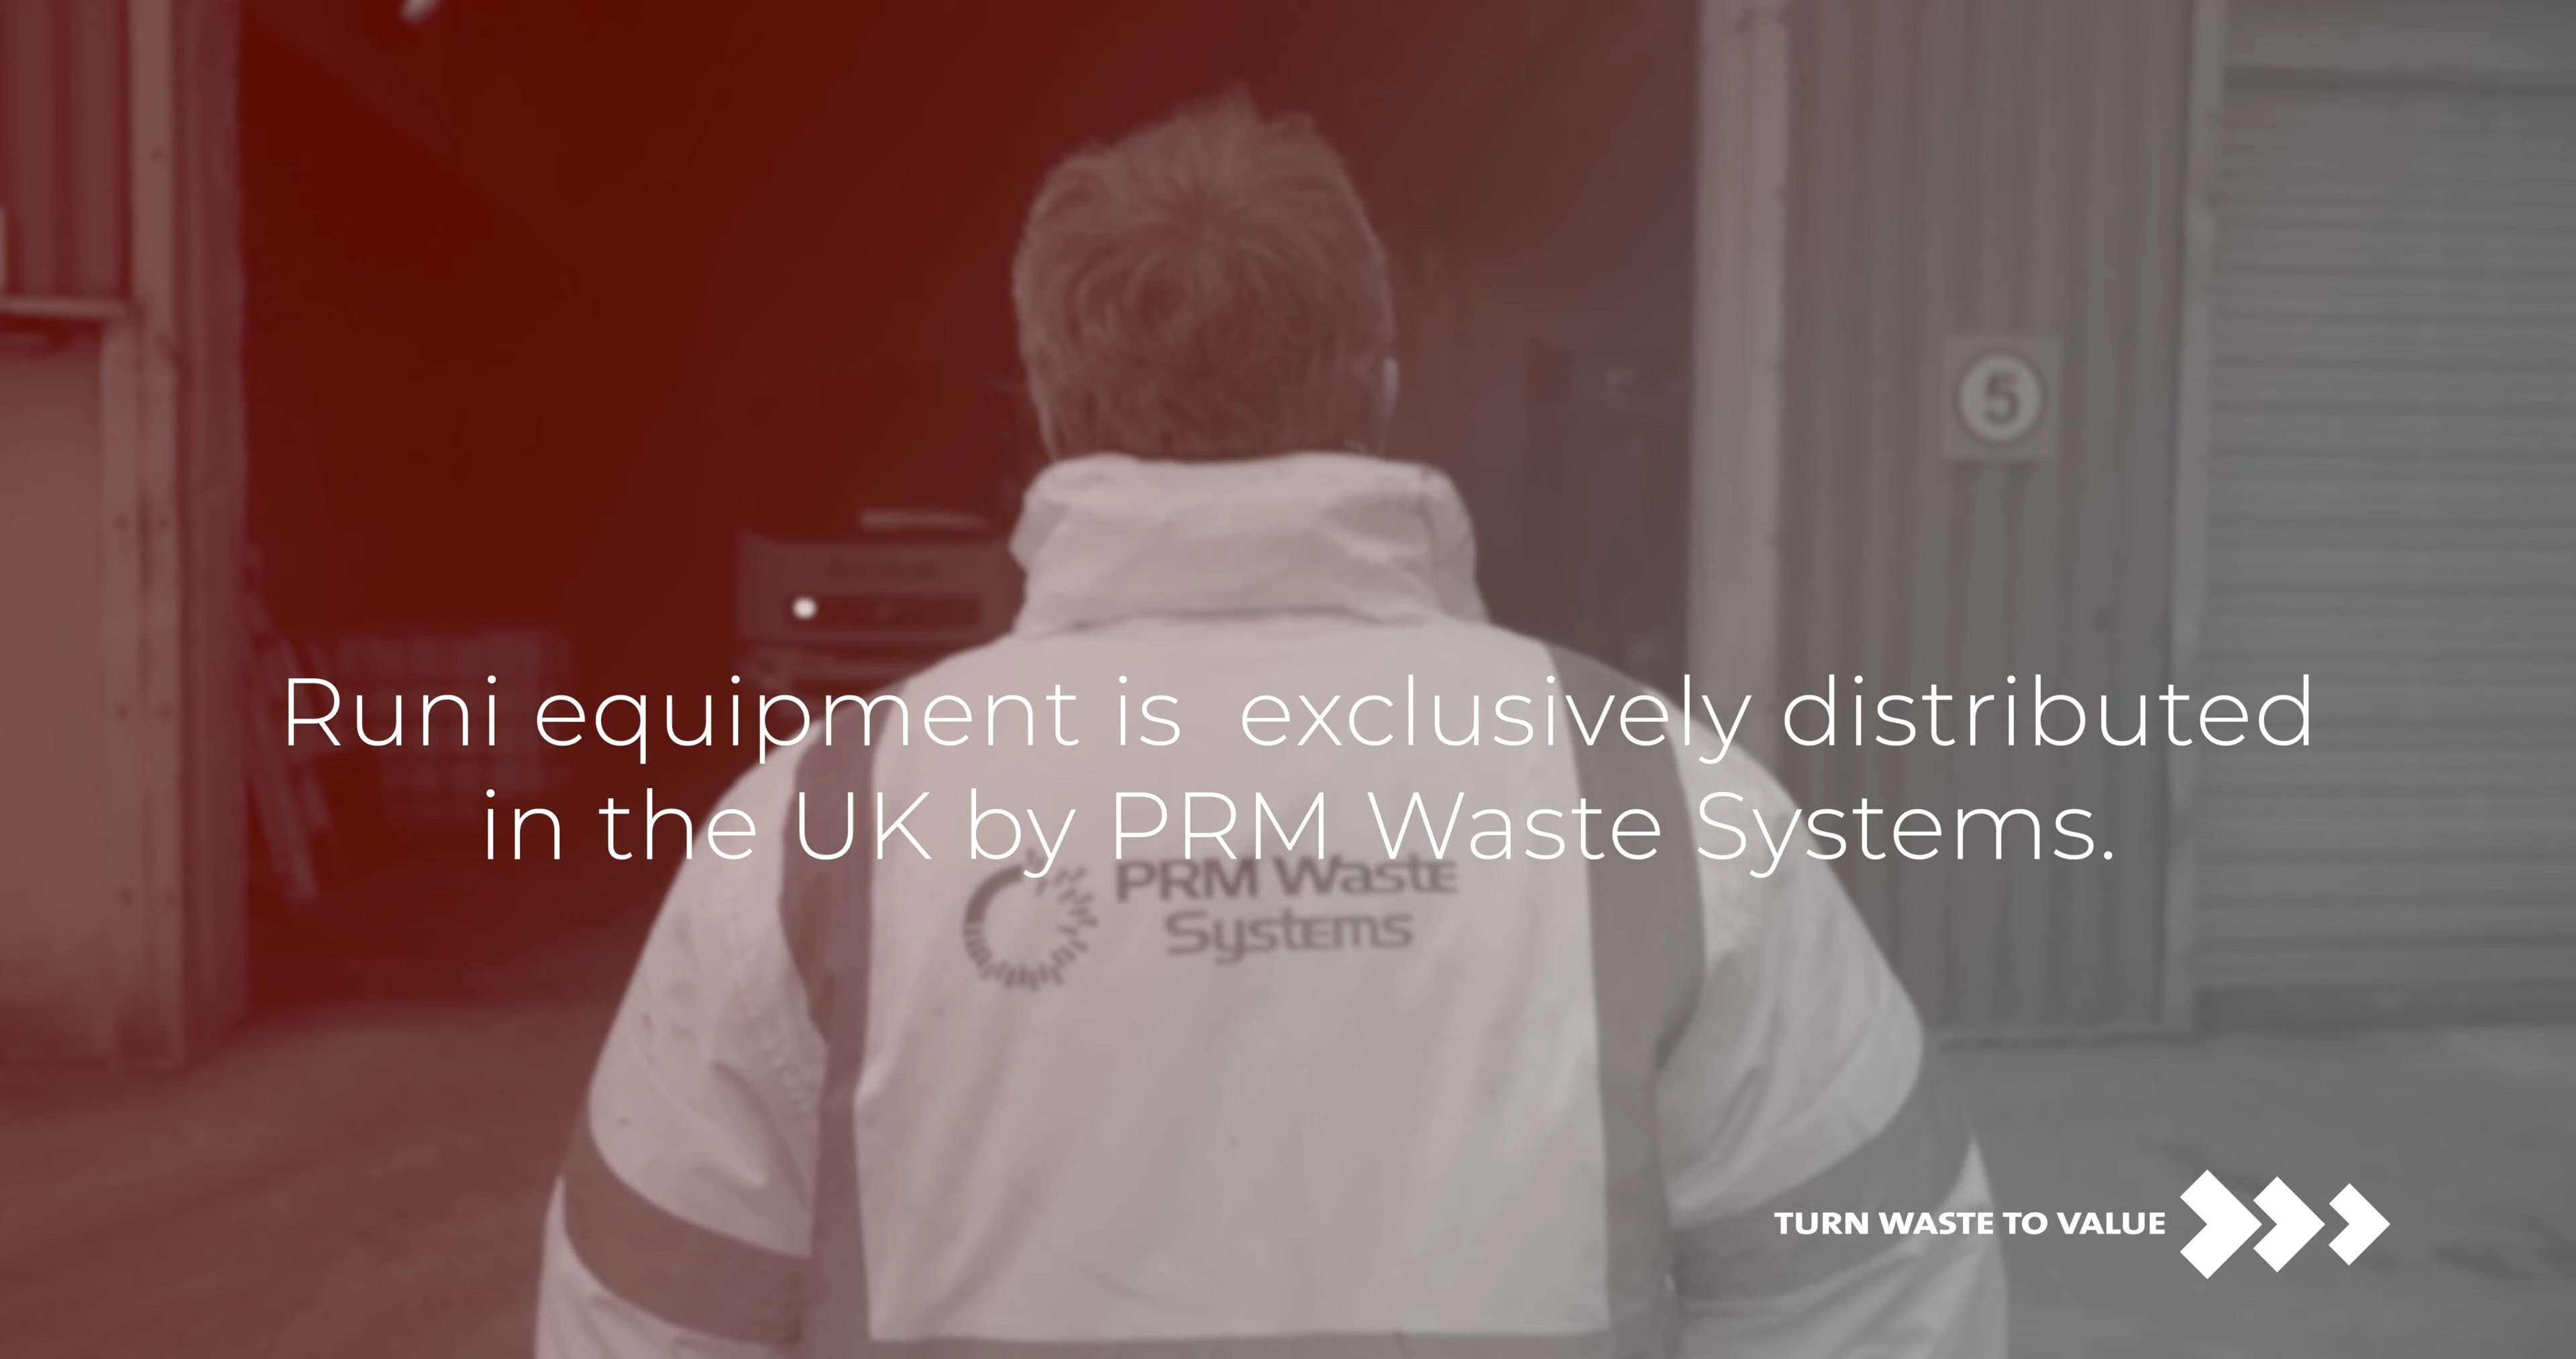 5
Runi equipment is  exclusively distributed
in the UK by PRM Waste Systems.
PRM Waste
Systems
TURN WASTE TO VALUE